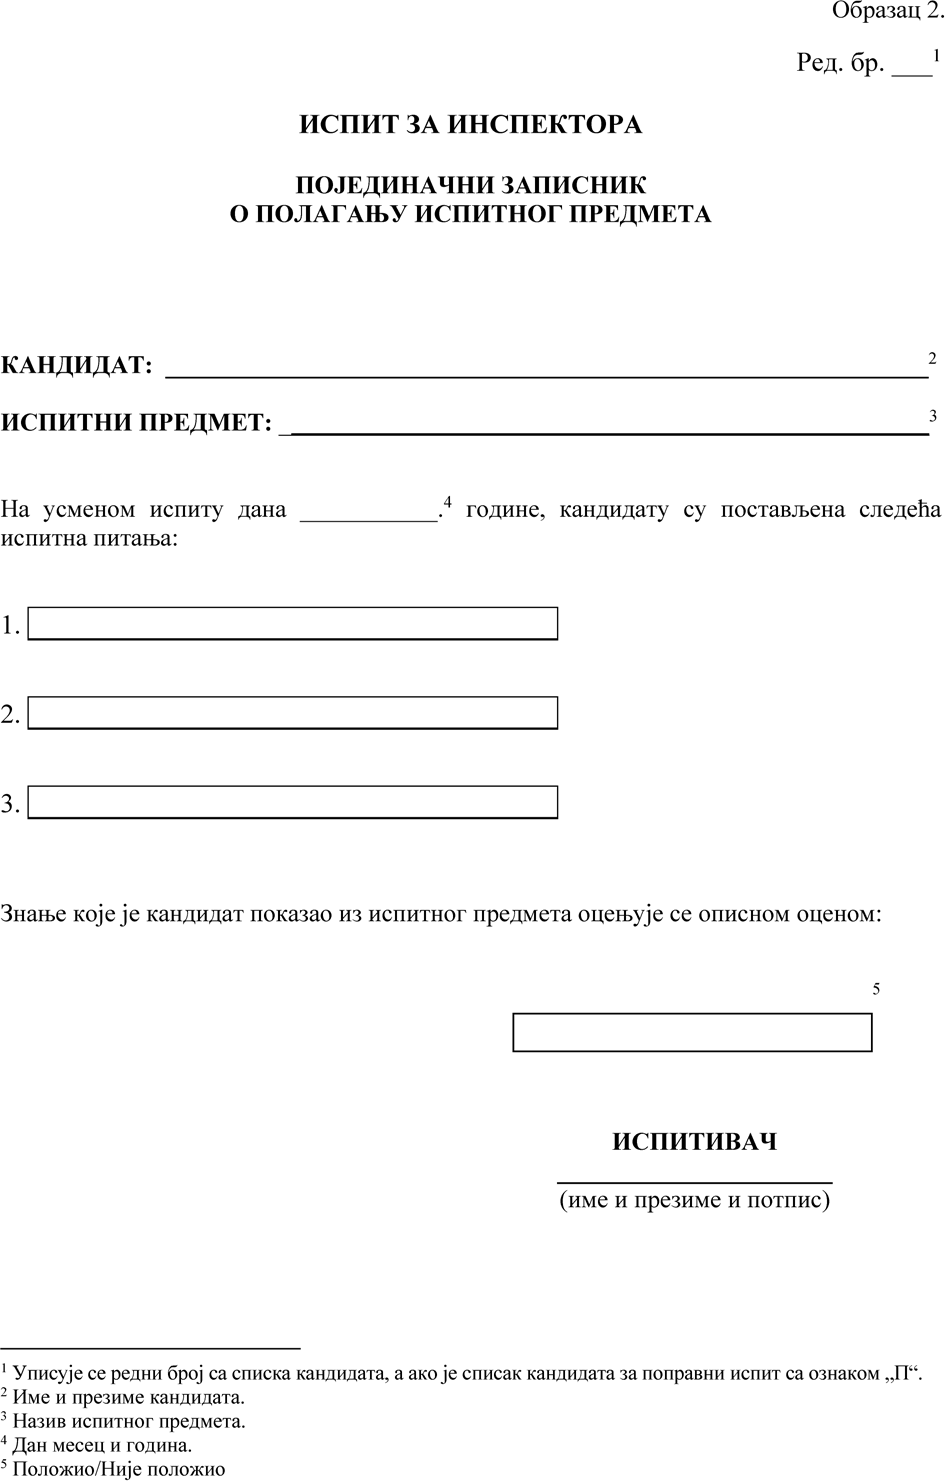 Образац 2.
Ред. бр. ___¹
ИСПИТ ЗА ИНСПЕКТОРА
ПОЈЕДИНАЧНИ ЗАПИСНИК
О ПОЛАГАЊУ ИСПИТНОГ ПРЕДМЕТА
КАНДИДАТ: ______________________________²
ИСПИТНИ ПРЕДМЕТ: ______________________________³
На усменом испиту дана ___________.⁴ године, кандидату су постављена следећа
испитна питања:
1.
2.
3.
Знање које је кандидат показао из испитног предмета оцењује се описном оценом:
⁵
ИСПИТИВАЧ
(име и презиме и потпис)
¹ Уписује се редни број са списка кандидата, а ако је списак кандидата за поправни испит са ознаком „П“.
² Име и презиме кандидата.
³ Назив испитног предмета.
⁴ Дан месец и година.
⁵ Положио/Није положио